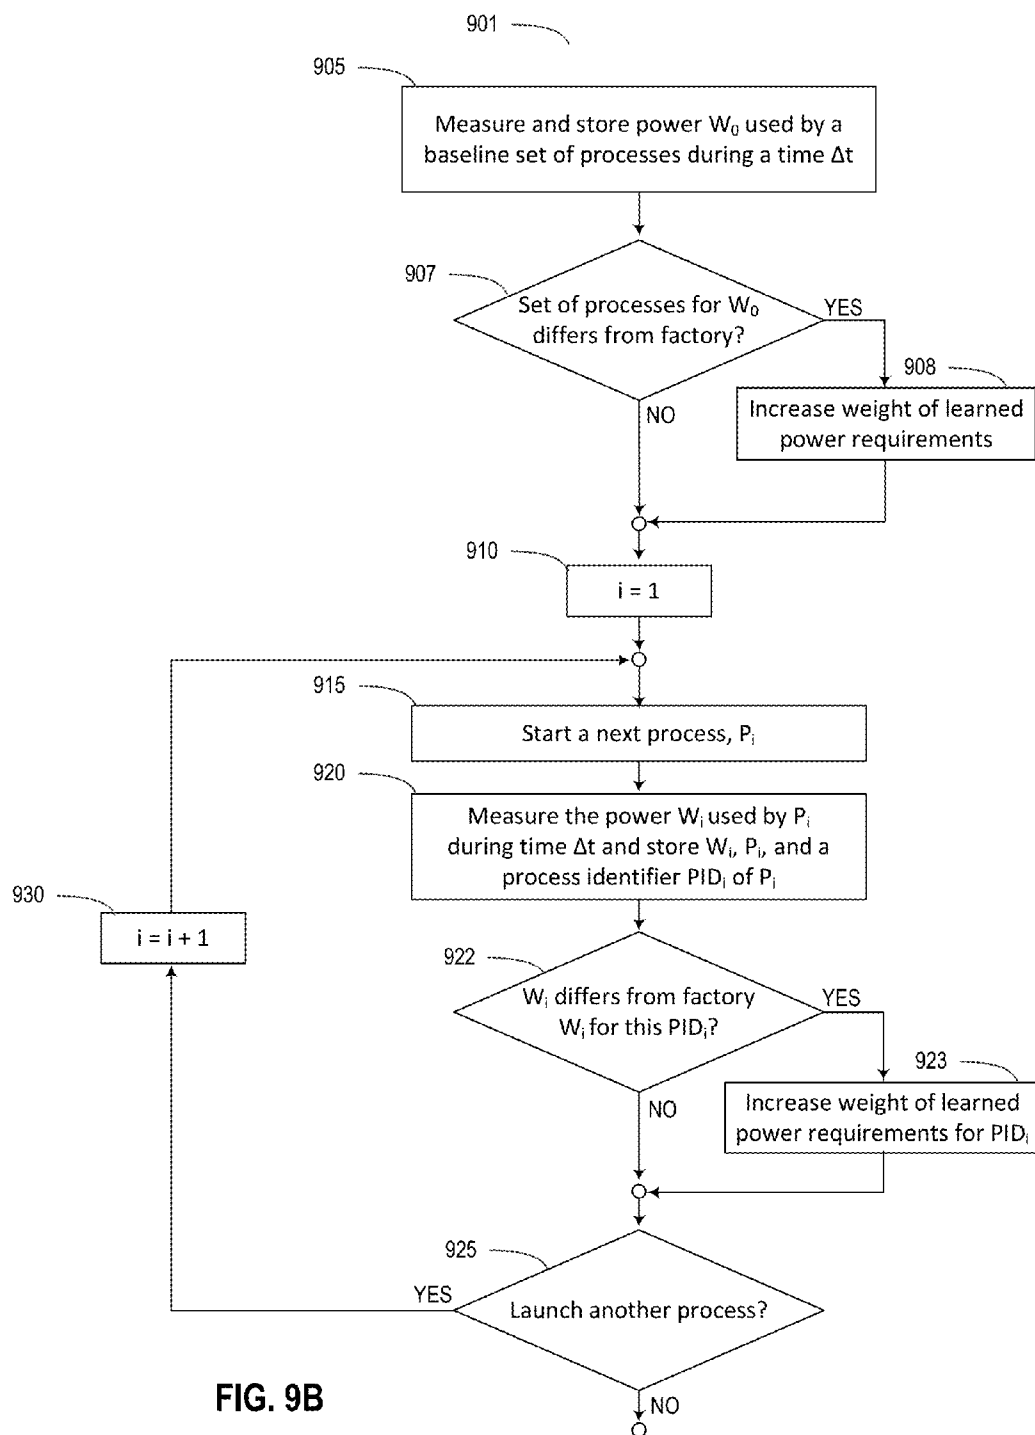 901
905
Measure and store power W₀ used by a
baseline set of processes during a time Δt
907
Set of processes for W₀
differs from factory?
YES
908
Increase weight of learned
power requirements
NO
910
i = 1
915
Start a next process, Pᵢ
920
Measure the power Wᵢ used by Pᵢ
during time Δt and store Wᵢ, Pᵢ, and a
process identifier PIDᵢ of Pᵢ
930
i = i + 1
922
Wᵢ differs from factory
Wᵢ for this PIDᵢ?
YES
923
Increase weight of learned
power requirements for PIDᵢ
NO
925
YES
Launch another process?
FIG. 9B
NO